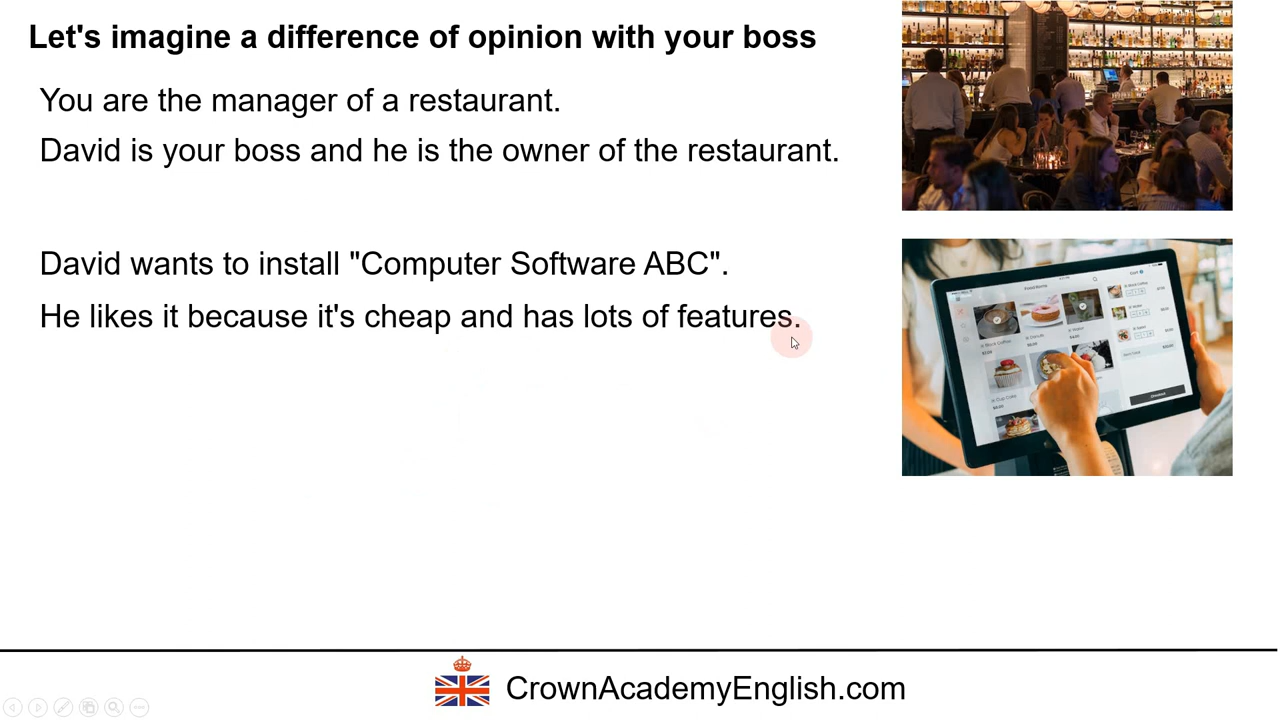 Let's imagine a difference of opinion with your boss
You are the manager of a restaurant.
David is your boss and he is the owner of the restaurant.
David wants to install "Computer Software ABC".
He likes it because it's cheap and has lots of features.
CrownAcademyEnglish.com